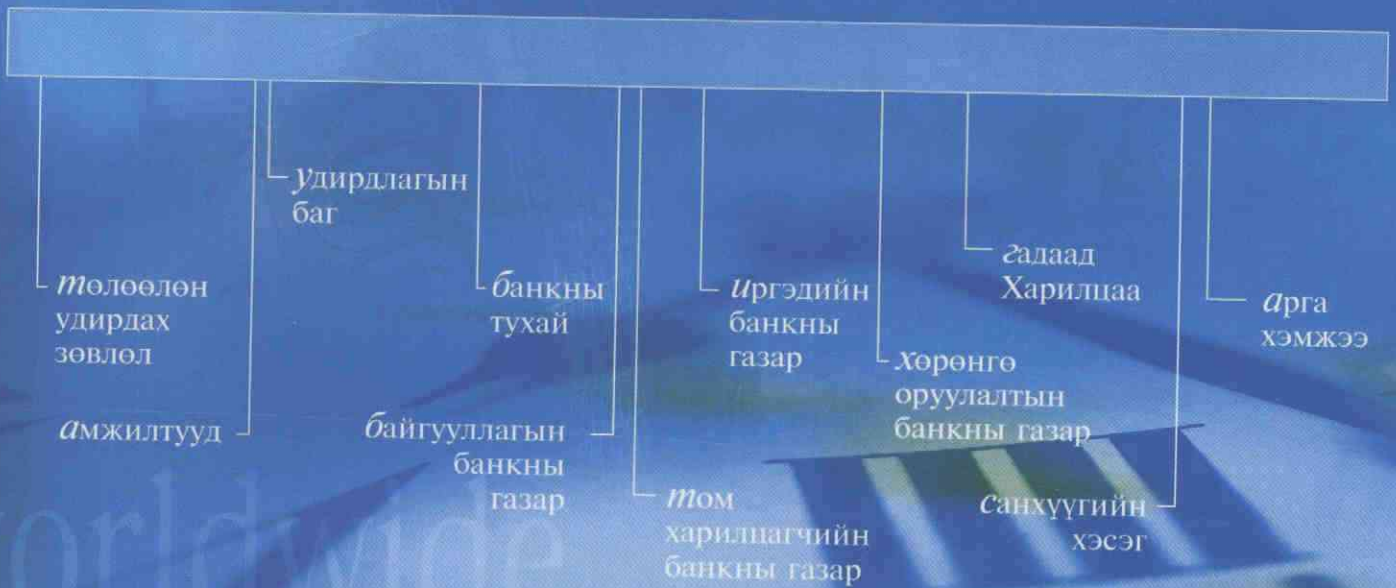 төлөөлөн
удирдах
зөвлөл
амжилтууд
удирдлагын
баг
банкны
тухай
байгууллагын
банкны
газар
том
харилцагчийн
банкны газар
иргэдийн
банкны
газар
хөрөнгө
оруулалтын
банкны газар
гадаад
Харилцаа
санхүүгийн
хэсэг
арга
хэмжээ
worldwide